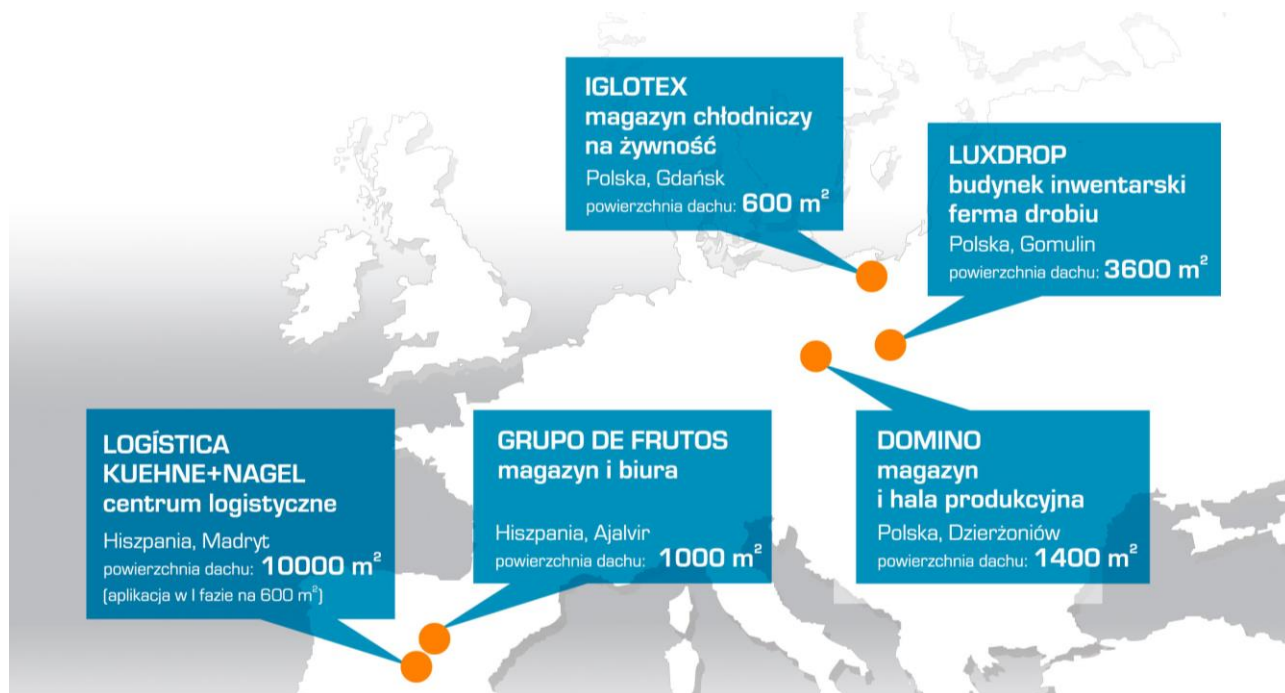 IGLOTEX
magazyn chłodniczy
na żywność
Polska, Gdańsk
powierzchnia dachu: 600 m²
LUXDROP
budynek inwentarski
ferma drobiu
Polska, Gomulin
powierzchnia dachu: 3600 m²
LOGÍSTICA
KUEHNE+NAGEL
centrum logistyczne
Hiszpania, Madryt
powierzchnia dachu: 10000 m²
(aplikacja w I fazie na 600 m²)
GRUPO DE FRUTOS
magazyn i biura
Hiszpania, Ajalvir
powierzchnia dachu: 1000 m²
DOMINO
magazyn
i hala produkcyjna
Polska, Dzierżoniów
powierzchnia dachu: 1400 m²